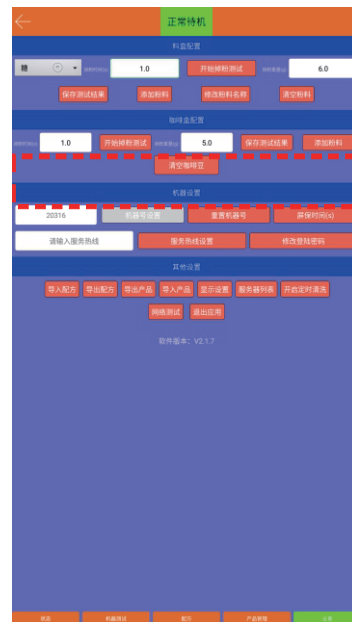 正常待机
料盒配置
糖 1.0 开始掉粉测试 6.0
保存测试结果 添加粉料 修改粉料名称 清空粉料
咖啡盒配置
1.0 开始掉粉测试 5.0 保存测试结果 添加粉料
清空咖啡豆
机器设置
20316 机器号设置 重置机器号 屏保时间(s)
请输入服务热线 服务热线设置 修改登陆密码
其他设置
导入配方 导出配方 导出产品 导入产品 显示设置 服务器列表 开启定时清洗
网络测试 退出应用
软件版本：V2.1.7
机器测试 配方 产品管理